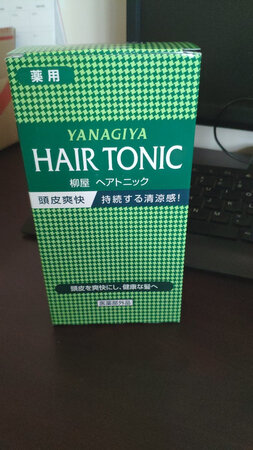 薬用
YANAGIYA
HAIR TONIC
柳屋 ヘアトニック
頭皮爽快 持続する清涼感!
頭皮を爽快にし、健康な髪へ
医薬部外品